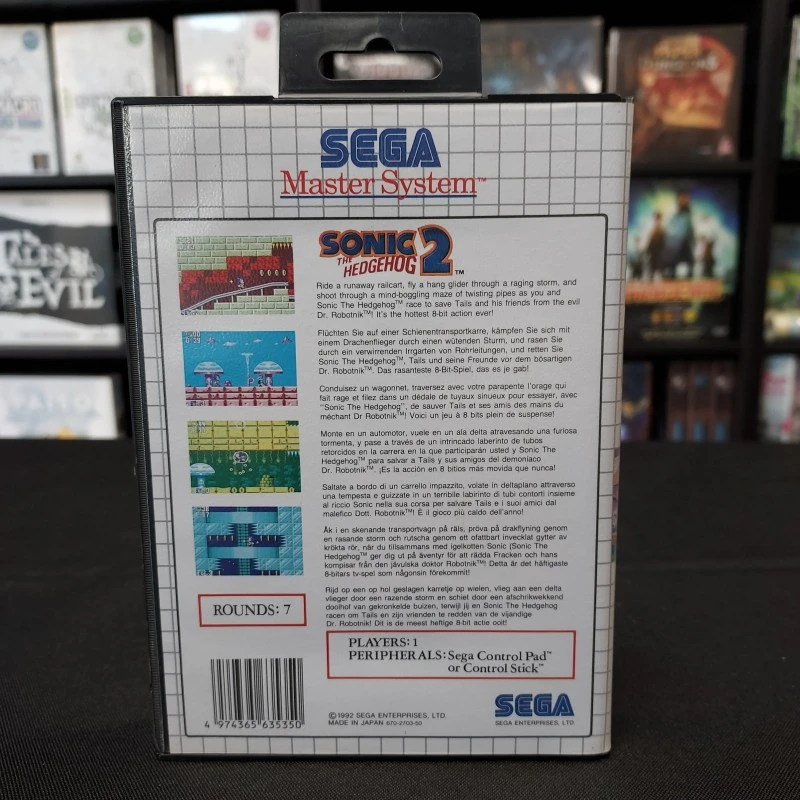 SEGA
Master System™
SONIC
THE
HEDGEHOG 2™
Ride a runaway railcart, fly a hang glider through a raging storm, and
shoot through a mind-boggling maze of twisting pipes as you and
Sonic The Hedgehog™ race to save Tails and his friends from the evil
Dr. Robotnik™! It's the hottest 8-bit action ever!
Flüchten Sie auf einer Schienentransportkarre, kämpfen Sie sich mit
einem Drachenflieger durch einen wütenden Sturm, und rasen Sie
durch ein verwirrenden Irrgarten von Rohrleitungen, und retten Sie
Sonic The Hedgehog™, Tails und seine Freunde vor dem bösartigen
Dr. Robotnik™. Das rasanteste 8-Bit-Spiel, das es je gab!
Conduisez un wagonnet, traversez avec votre parapente l'orage qui
fait rage et filez dans un dédale de tuyaux sinueux pour essayer, avec
"Sonic The Hedgehog", de sauver Tails et ses amis des mains du
méchant Dr Robotnik™! Voici un jeu à 8 bits plein de suspense!
Monte en un automotor, vuele en un ala delta atravesando una furiosa
tormenta, y pase a través de un intrincado laberinto de tubos
retorcidos en la carrera en la que participarán usted y Sonic The
Hedgehog™ para salvar a Tails y sus amigos del demoníaco
Dr. Robotnik™. ¡Es la acción en 8 bitios más movida que nunca!
Saltate a bordo di un carrello impazzito, volate in deltaplano attraverso
una tempesta e guizzate in un terribile labirinto di tubi contorti insieme
al riccio Sonic nella sua corsa per salvare Tails e i suoi amici dal
malefico Dott. Robotnik™! È il gioco più caldo dell'anno!
Åk i en skenande transportvagn på räls, pröva på drakflyning genom
en rasande storm och rutscha genom ett ofattbart invecklat gytter av
krökta rör, när du tillsammans med igelkotten Sonic (Sonic The
Hedgehog™ ger dig ut på äventyr för att rädda Fracken och hans
kompisar från den jävulska doktor Robotnik™! Detta är det häftigaste
8-bitars tv-spel som någonsin förekommit!
Rijd op een op hol geslagen karretje op wielen, vlieg aan een delta
vlieger door een razende storm en schiet door een afschrikwekkend
doolhof van gekronkelde buizen, terwijl jij en Sonic The Hedgehog
racen om Tails en zijn vrienden te redden van de vijandige
Dr. Robotnik! Dit is de meest heftige 8-bit actie ooit!
ROUNDS: 7
PLAYERS: 1
PERIPHERALS: Sega Control Pad™
or Control Stick™
4 974365 635350
©1992 SEGA ENTERPRISES, LTD.
MADE IN JAPAN 670-2703-50
SEGA
SEGA ENTERPRISES, LTD.
TALES
EVIL